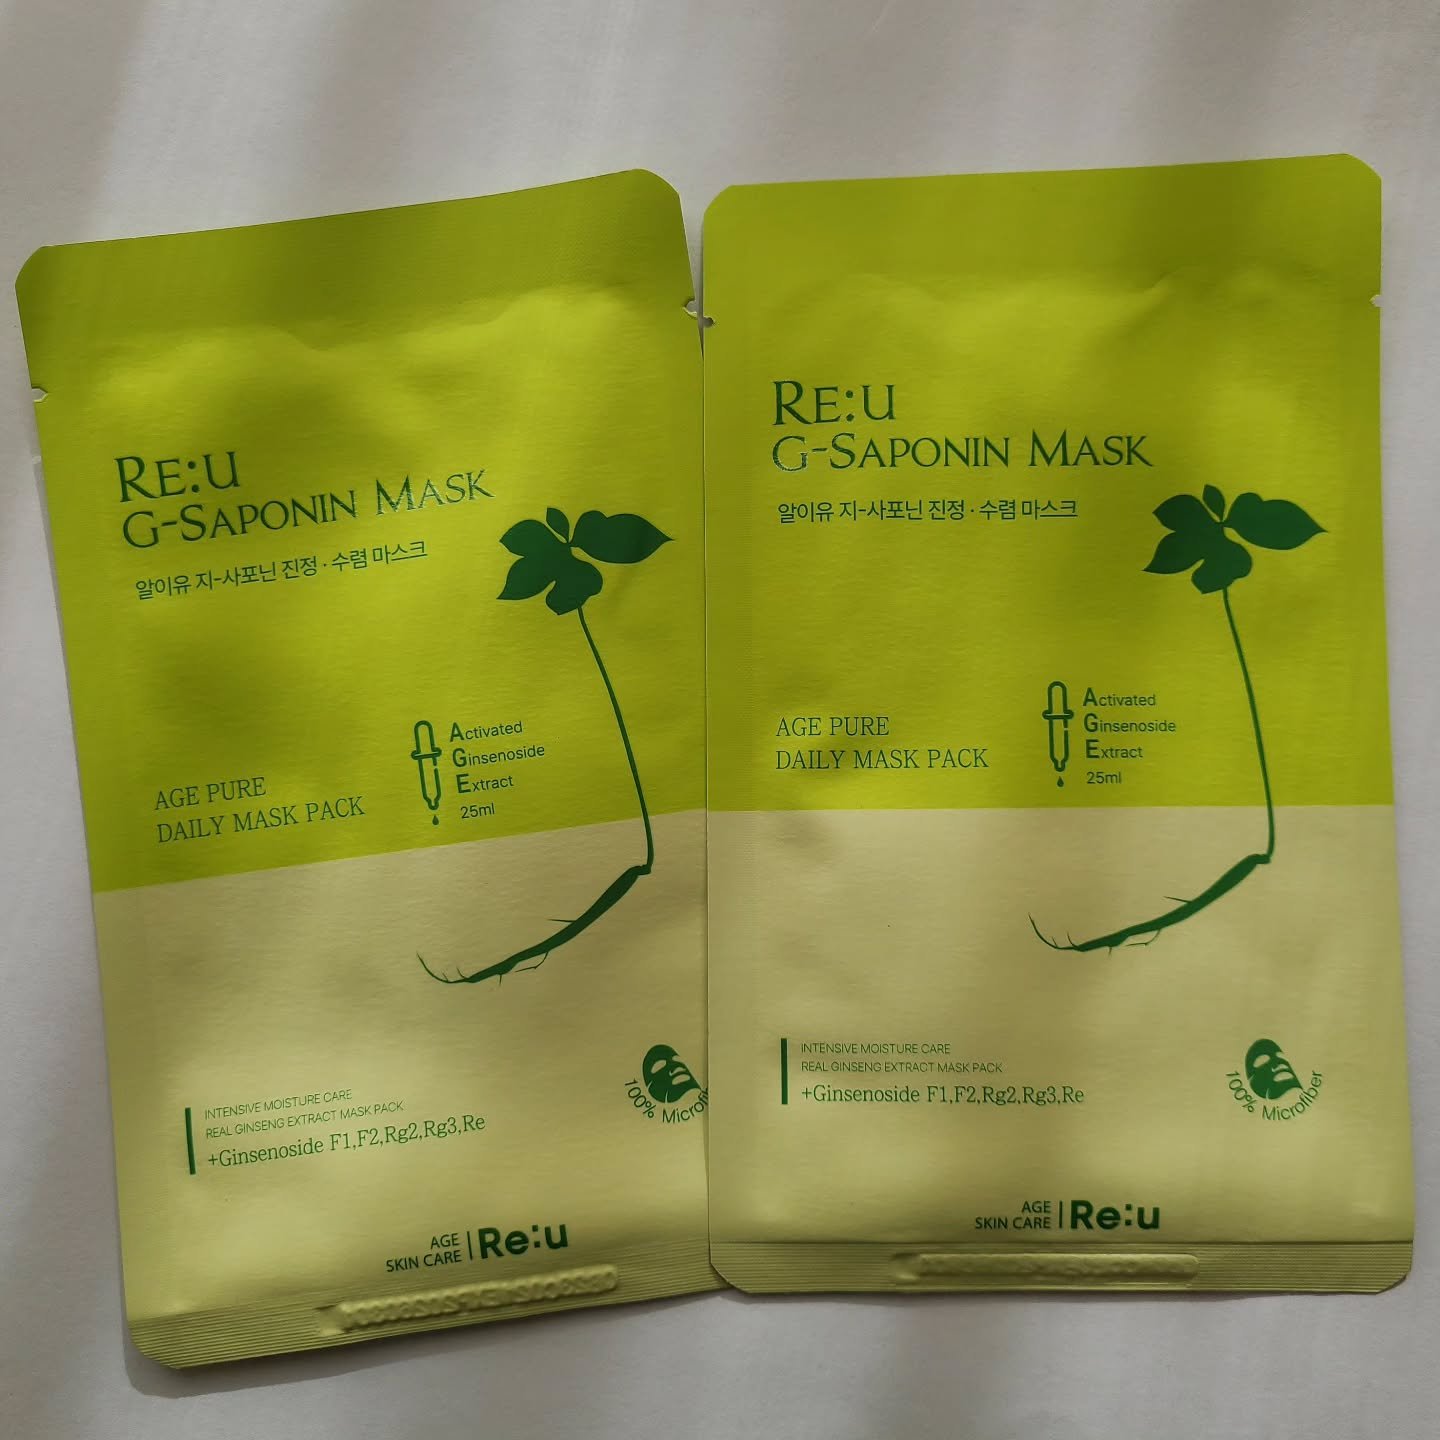 RE:U
G-SAPONIN MASK
알이유 지-사포닌 진정·수렴 마스크
AGE PURE
DAILY MASK PACK
Activated
Ginsenoside
Extract
25ml
INTENSIVE MOISTURE CARE
REAL GINSENG EXTRACT MASK PACK
+Ginsenoside F1,F2,Rg2,Rg3,Re
100%
AGE
SKIN CARE
Re:u
RE:U
G-SAPONIN MASK
알이유 지-사포닌 진정·수렴 마스크
AGE PURE
DAILY MASK PACK
Activated
Ginsenoside
Extract
25ml
INTENSIVE MOISTURE CARE
REAL GINSENG EXTRACT MASK PACK
+Ginsenoside F1,F2,Rg2,Rg3,Re
100% Microfiber
AGE
SKIN CARE
Re:u